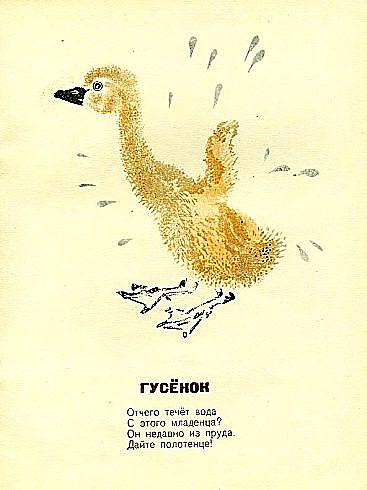 ГУСЁНОК
Отчего течёт вода
С этого младенца?
Он недавно из пруда.
Дайте полотенце!